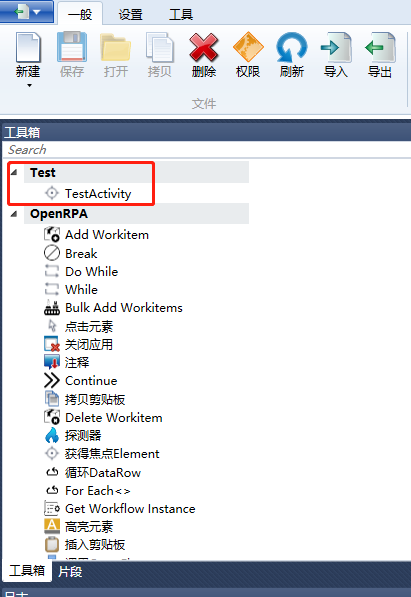 一般 设置 工具
新建 保存 打开 拷贝 删除 权限 刷新 导入 导出
文件
工具箱
Search
Test
TestActivity
OpenRPA
Add Workitem
Break
Do While
While
Bulk Add Workitems
点击元素
关闭应用
注释
Continue
拷贝剪贴板
Delete Workitem
探测器
获得焦点Element
循环DataRow
For Each<>
Get Workflow Instance
高亮元素
插入剪贴板
工具箱 片段